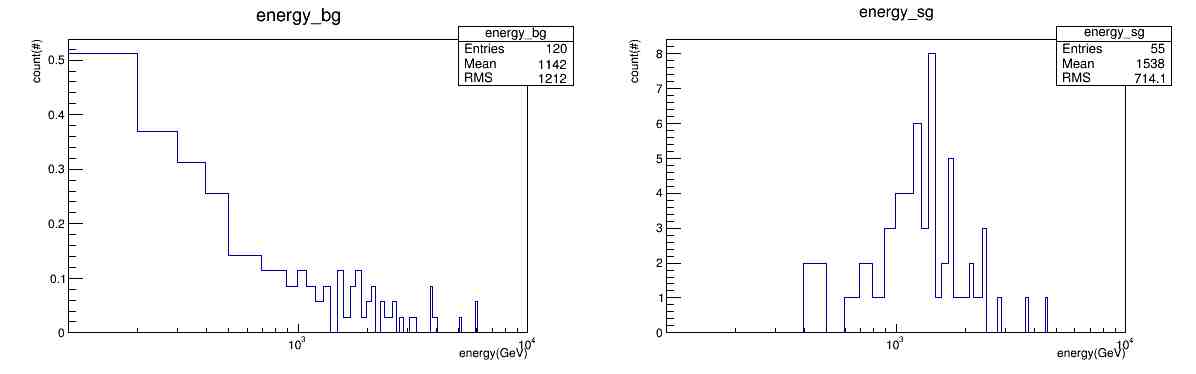 energy_bg
energy_bg
Entries 120
Mean 1142
RMS 1212
count(#)
0.5
0.4
0.3
0.2
0.1
0
10³
10⁴
energy(GeV)
energy_sg
energy_sg
Entries 55
Mean 1538
RMS 714.1
count(#)
8
7
6
5
4
3
2
1
0
10³
10⁴
energy(GeV)